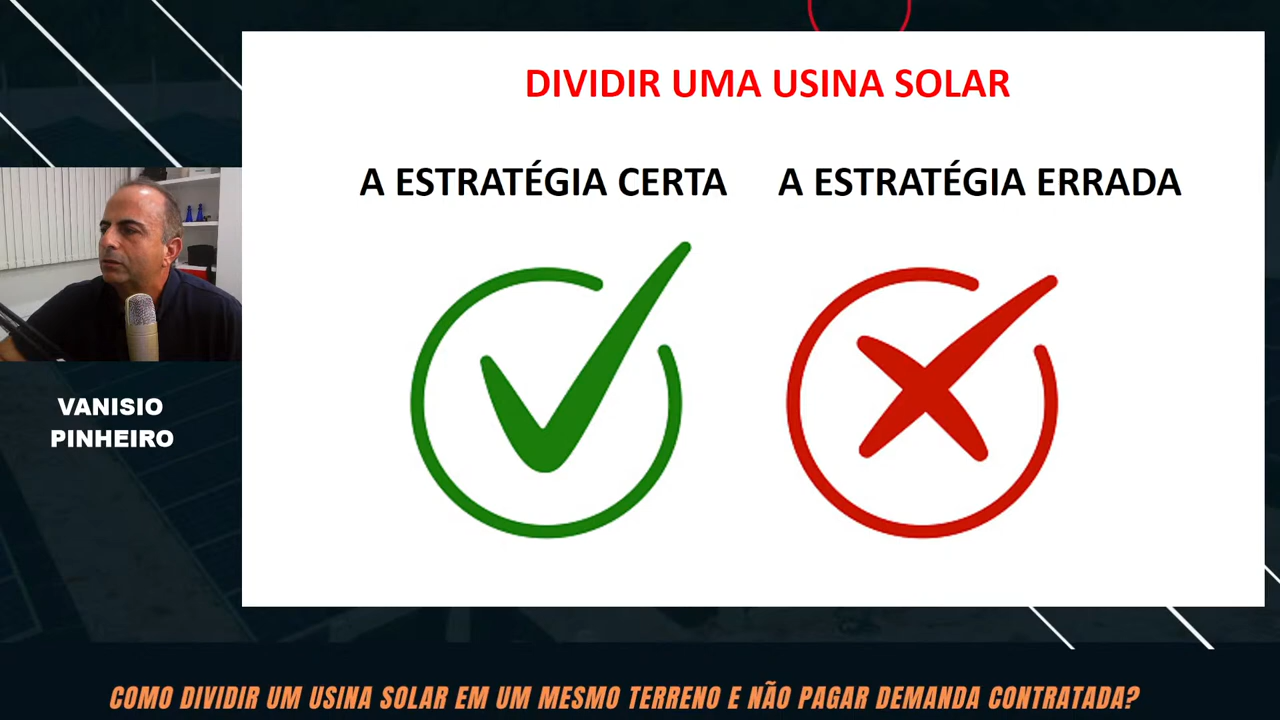 DIVIDIR UMA USINA SOLAR
A ESTRATÉGIA CERTA
A ESTRATÉGIA ERRADA
VANISIO
PINHEIRO
COMO DIVIDIR UM USINA SOLAR EM UM MESMO TERRENO E NÃO PAGAR DEMANDA CONTRATADA?